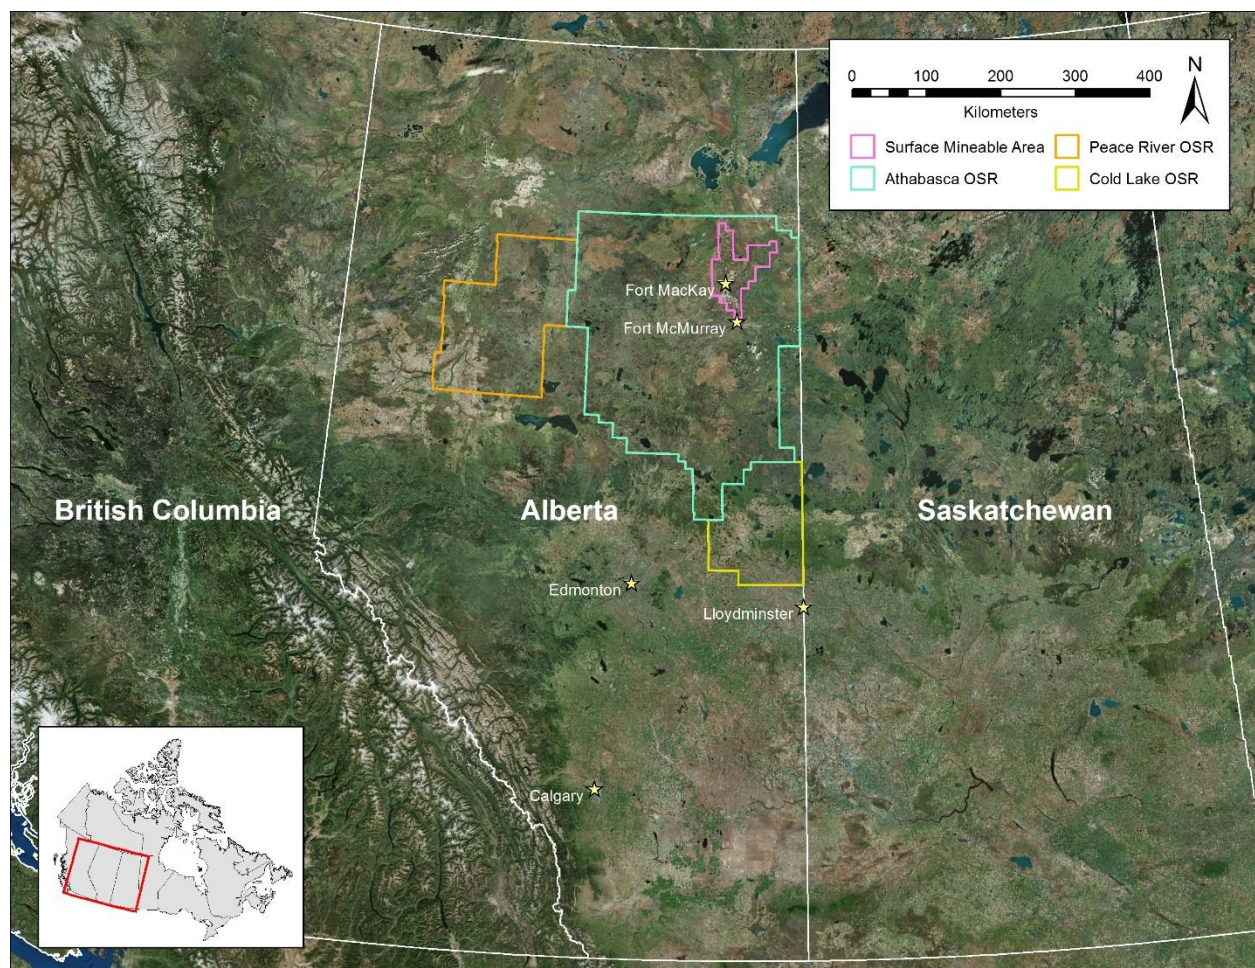 0 100 200 300 400
N
Kilometers
Surface Mineable Area
Peace River OSR
Athabasca OSR
Cold Lake OSR
Fort MacKay
Fort McMurray
British Columbia
Alberta
Saskatchewan
Edmonton
Lloydminster
Calgary